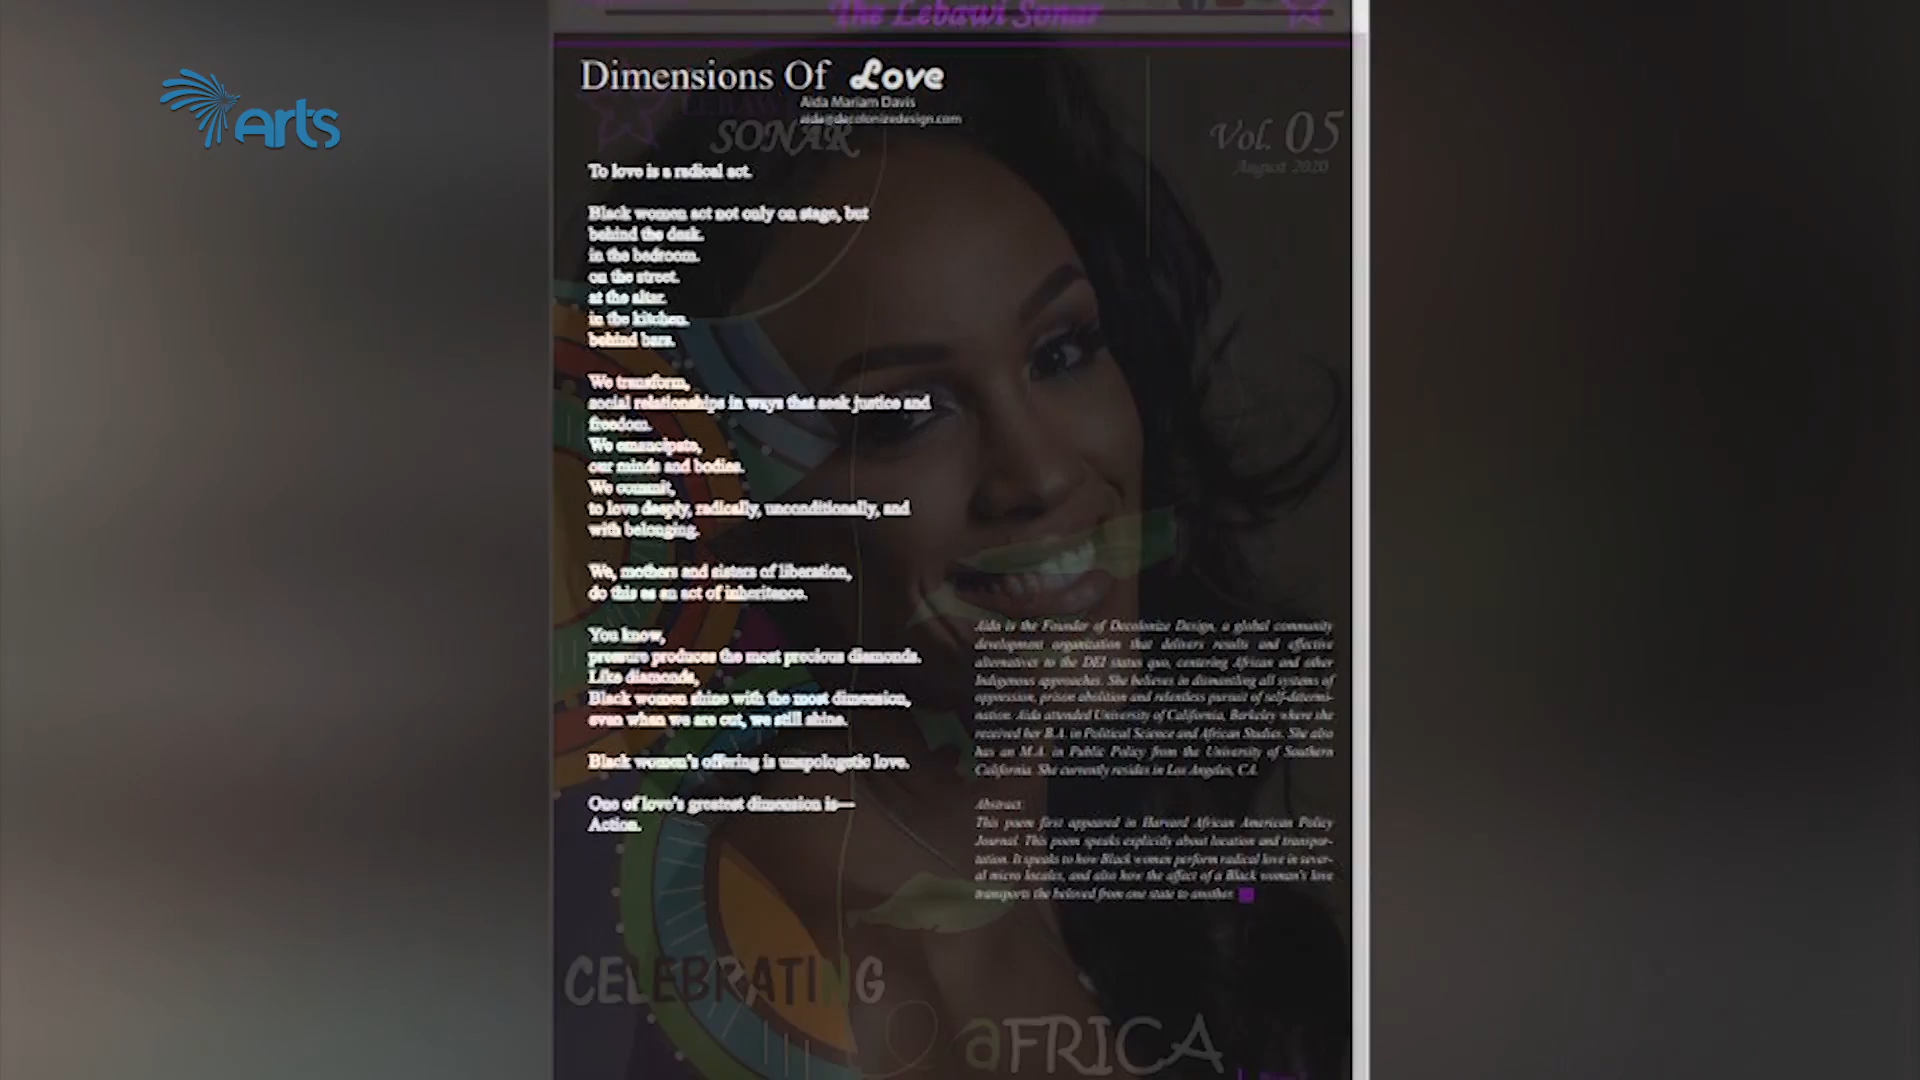 The Lebawi Sonar
arts
Dimensions Of Love
Aida Mariam Davis
aida@decolonizedesign.com
SONAR
Vol. 05
August 2020
To love is a radical act.
Black women act not only on stage, but
behind the desk.
in the bedroom.
on the street.
at the altar.
in the kitchen.
behind bars.
We transform,
social relationships in ways that seek justice and
freedom.
We emancipate,
our minds and bodies.
We commit,
to love deeply, radically, unconditionally, and
with belonging.
We, mothers and sisters of liberation,
do this as an act of inheritance.
You know,
pressure produces the most precious diamonds.
Like diamonds,
Black women shine with the most dimension,
even when we are cut, we still shine.
Black women's offering is unapologetic love.
One of love's greatest dimension is—
Action.
Aida is the Founder of Decolonize Design, a global community
development organization that delivers results and effective
alternatives to the DEI status quo, centering African and other
Indigenous approaches. She believes in dismantling all systems of
oppression, prison abolition and relentless pursuit of self-determi-
nation. Aida attended University of California, Berkeley where she
received her B.A. in Political Science and African Studies. She also
has an M.A. in Public Policy from the University of Southern
California. She currently resides in Los Angeles, CA.
Abstract:
This poem first appeared in Harvard African American Policy
Journal. This poem speaks explicitly about location and transpor-
tation. It speaks to how Black women perform radical love in sever-
al micro locales, and also how the affect of a Black woman's love
transports the beloved from one state to another.
CELEBRATING
aFRICA